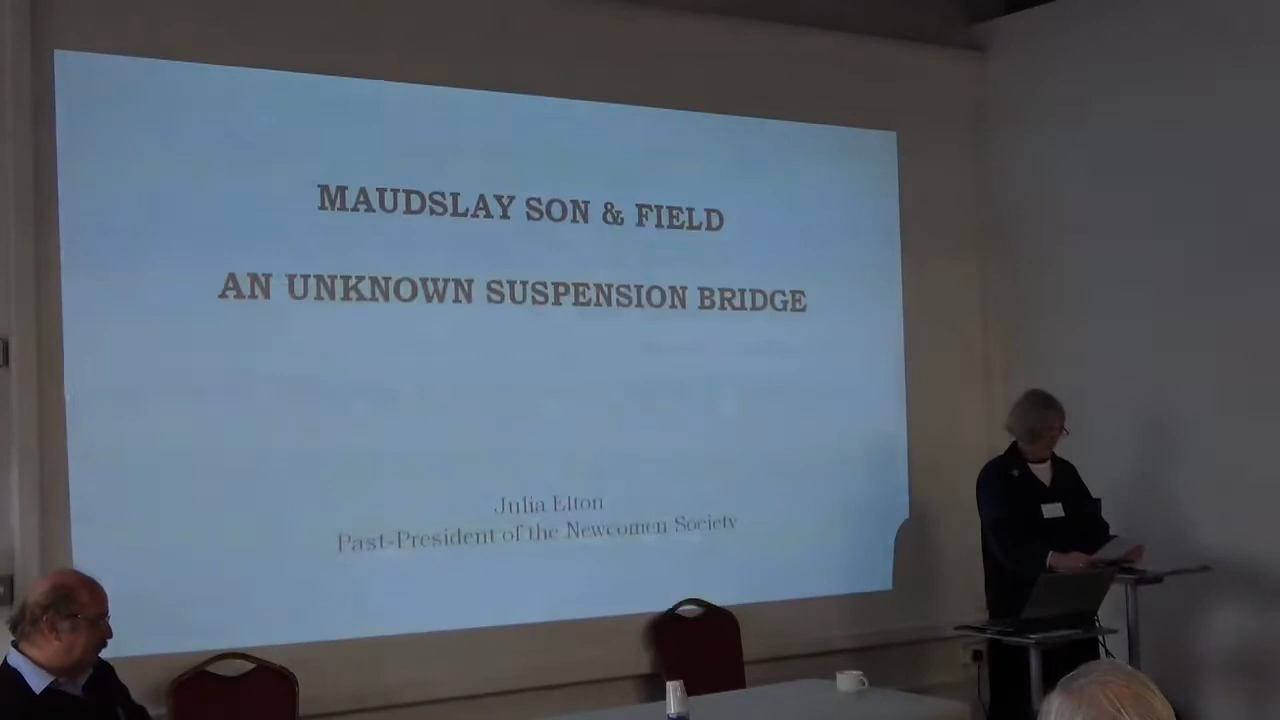 MAUDSLAY SON & FIELD
AN UNKNOWN SUSPENSION BRIDGE
Julia Elton
Past-President of the Newcomen Society